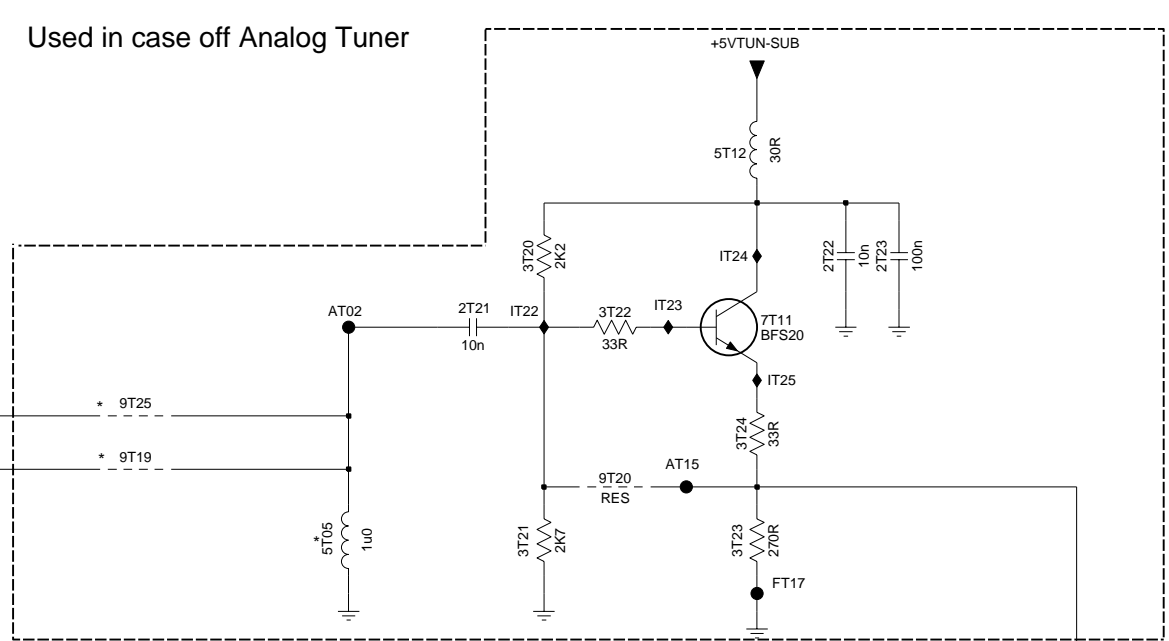 Used in case off Analog Tuner
+5VTUN-SUB
5T12
30R
3T20
2K2
IT24
2T22
10n
2T23
100n
AT02
2T21
10n
IT22
3T22
33R
IT23
7T11
BFS20
IT25
* 9T25
3T24
33R
* 9T19
AT15
9T20
RES
* 5T05
1u0
3T21
2K7
3T23
270R
FT17